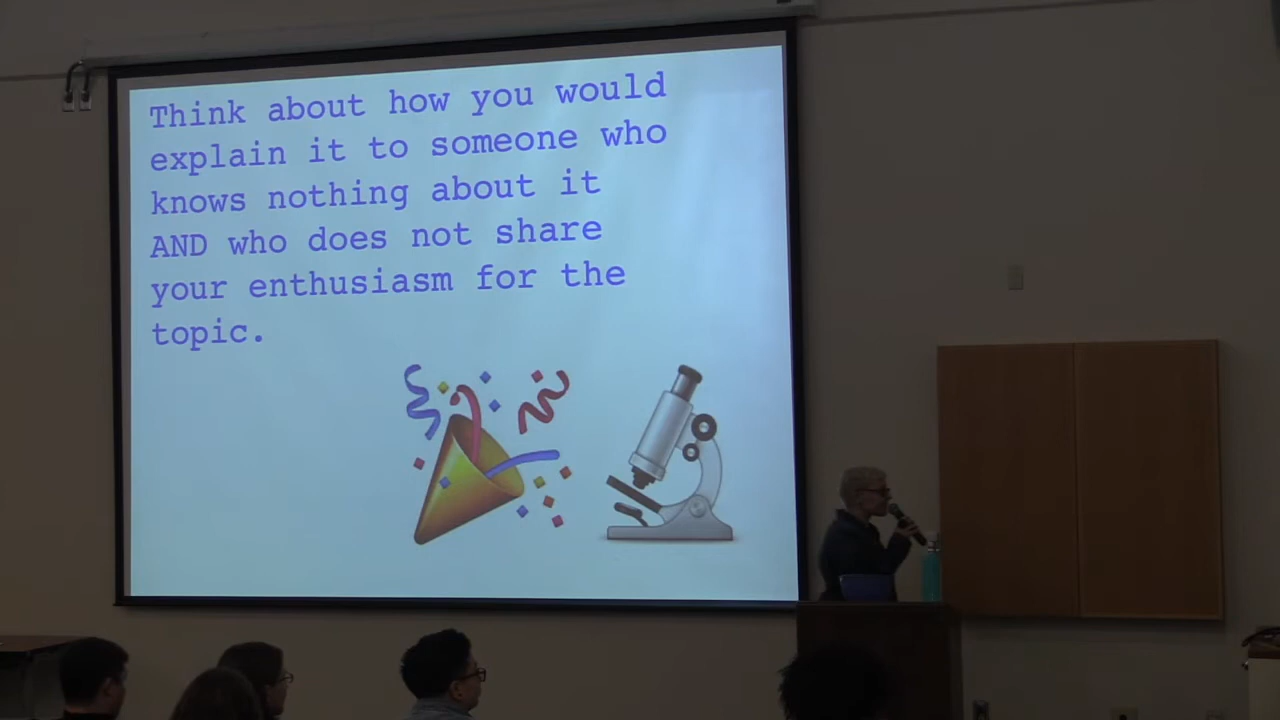 Think about how you would
explain it to someone who
knows nothing about it
AND who does not share
your enthusiasm for the
topic.